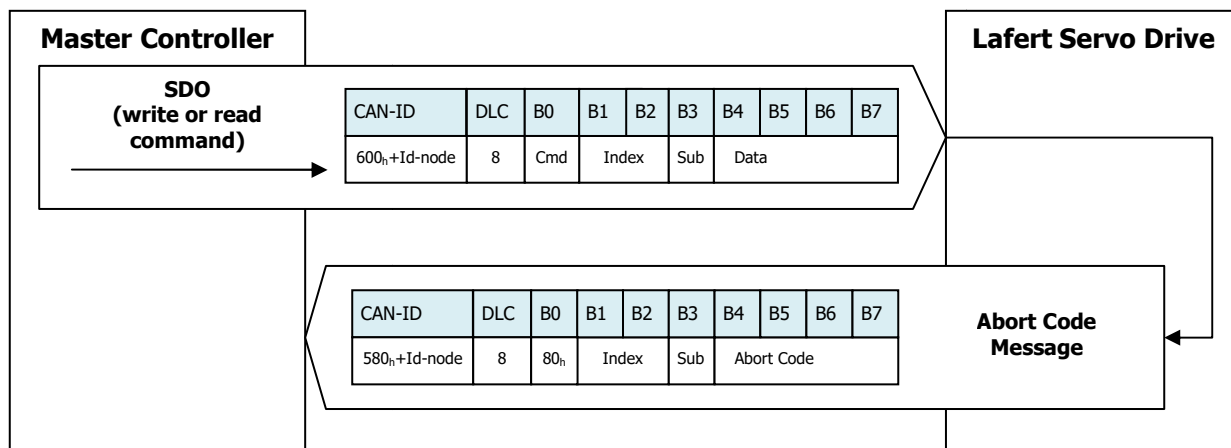 Master Controller
Lafert Servo Drive
SDO
(write or read
command)
CAN-ID DLC B0 B1 B2 B3 B4 B5 B6 B7
600h+Id-node 8 Cmd Index Sub Data
CAN-ID DLC B0 B1 B2 B3 B4 B5 B6 B7
580h+Id-node 8 80h Index Sub Abort Code
Abort Code
Message